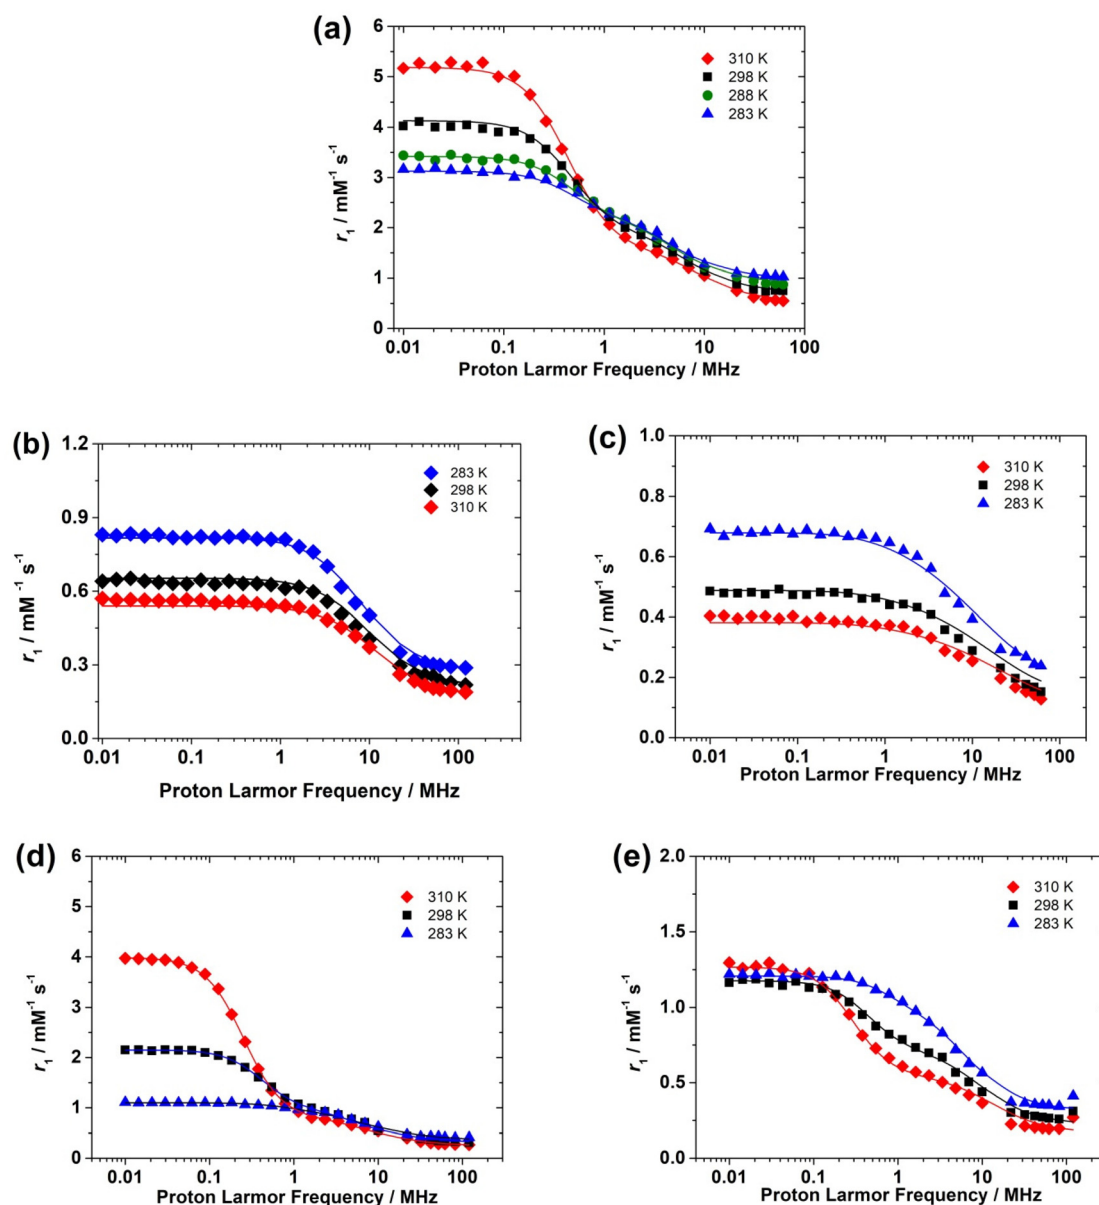 (a)
6
5
4
3
2
1
0
r₁ / mM⁻¹ s⁻¹
310 K
298 K
288 K
283 K
0.01 0.1 1 10 100
Proton Larmor Frequency / MHz
(b)
1.2
0.9
0.6
0.3
0.0
r₁ / mM⁻¹ s⁻¹
283 K
298 K
310 K
0.01 0.1 1 10 100
Proton Larmor Frequency / MHz
(c)
1.0
0.8
0.6
0.4
0.2
0.0
r₁ / mM⁻¹ s⁻¹
310 K
298 K
283 K
0.01 0.1 1 10 100
Proton Larmor Frequency / MHz
(d)
6
5
4
3
2
1
0
r₁ / mM⁻¹ s⁻¹
310 K
298 K
283 K
0.01 0.1 1 10 100
Proton Larmor Frequency / MHz
(e)
2.0
1.5
1.0
0.5
0.0
r₁ / mM⁻¹ s⁻¹
310 K
298 K
283 K
0.01 0.1 1 10 100
Proton Larmor Frequency / MHz